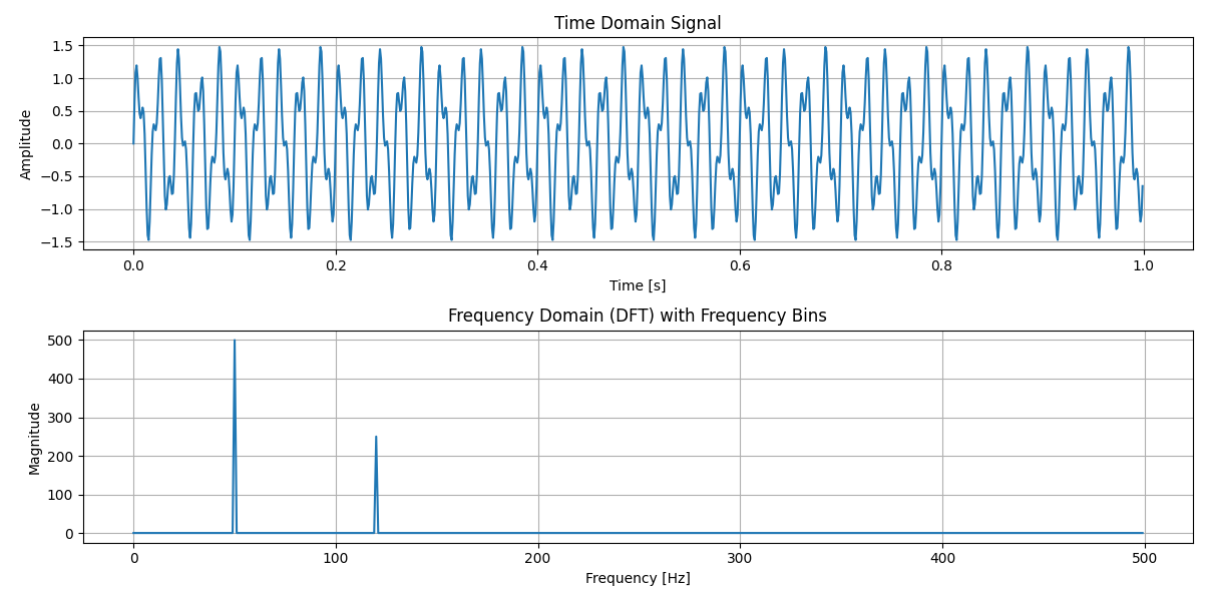 Time Domain Signal
1.5
1.0
0.5
0.0
−0.5
−1.0
−1.5
Amplitude
0.0 0.2 0.4 0.6 0.8 1.0
Time [s]
Frequency Domain (DFT) with Frequency Bins
500
400
300
200
100
0
Magnitude
0 100 200 300 400 500
Frequency [Hz]